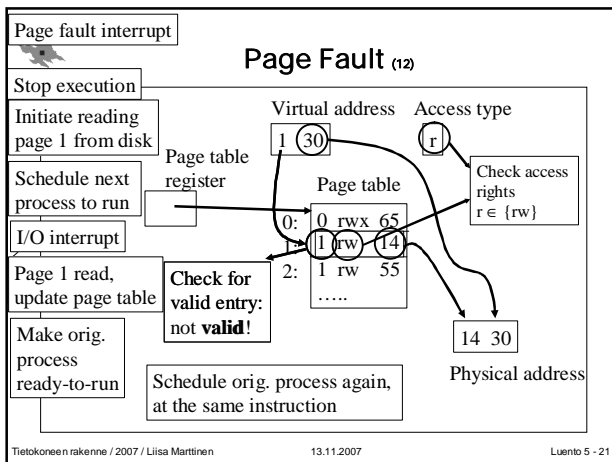 Page fault interrupt
Page Fault (12)
Stop execution
Initiate reading
page 1 from disk
Schedule next
process to run
I/O interrupt
Page 1 read,
update page table
Make orig.
process
ready-to-run
Virtual address
1 30
Access type
r
Page table
register
Check access
rights
r ∈ {rw}
Page table
0: 0 rwx 65
1: 1 rw 14
2: 1 rw 55
.....
Check for
valid entry:
not valid!
14 30
Physical address
Schedule orig. process again,
at the same instruction
Tietokoneen rakenne / 2007 / Liisa Marttinen 13.11.2007 Luento 5 - 21